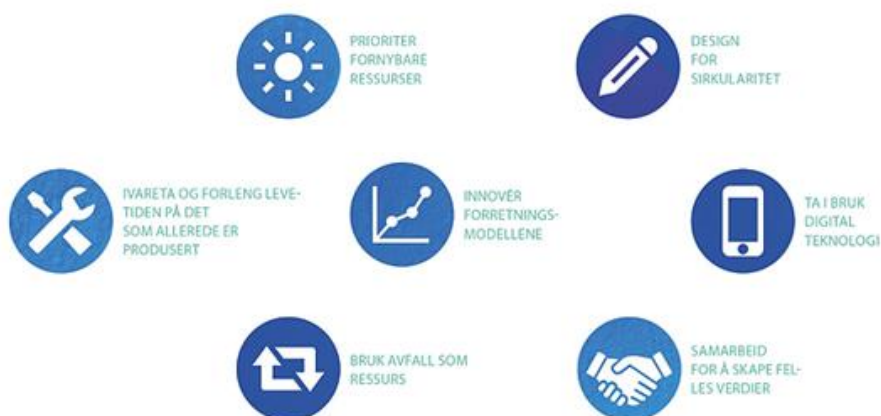 PRIORITER
FORNYBARE
RESSURSER
DESIGN
FOR
SIRKULARITET
IVARETA OG FORLENG LEVE-
TIDEN PÅ DET
SOM ALLEREDE ER
PRODUSERT
INNOVÉR
FORRETNINGS-
MODELLENE
TA I BRUK
DIGITAL
TEKNOLOGI
BRUK AVFALL SOM
RESSURS
SAMARBEID
FOR Å SKAPE FEL-
LES VERDIER